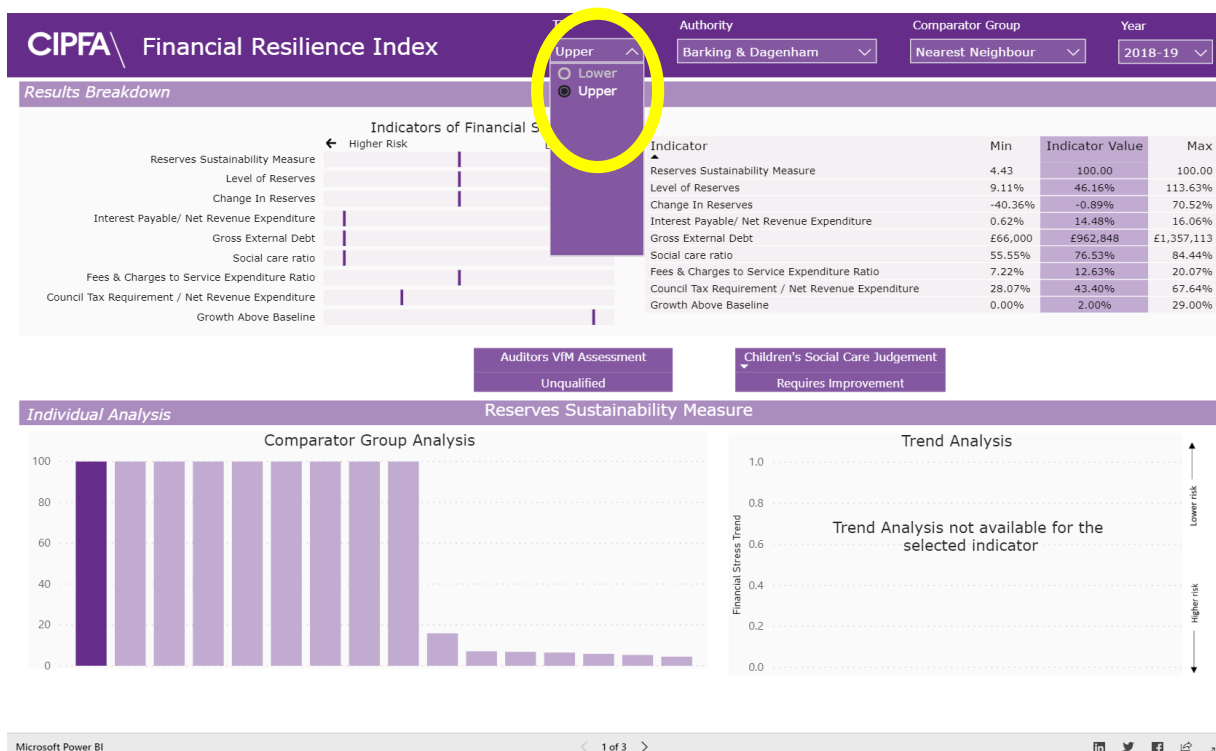 T
Authority
Comparator Group
Year
CIPFA\ Financial Resilience Index
Upper
Barking & Dagenham
Nearest Neighbour
2018-19
Lower
Upper
Results Breakdown
Indicators of Financial S
← Higher Risk
L
Reserves Sustainability Measure
Level of Reserves
Change In Reserves
Interest Payable/ Net Revenue Expenditure
Gross External Debt
Social care ratio
Fees & Charges to Service Expenditure Ratio
Council Tax Requirement / Net Revenue Expenditure
Growth Above Baseline
Indicator Min Indicator Value Max
Reserves Sustainability Measure 4.43 100.00 100.00
Level of Reserves 9.11% 46.16% 113.63%
Change In Reserves -40.36% -0.89% 70.52%
Interest Payable/ Net Revenue Expenditure 0.62% 14.48% 16.06%
Gross External Debt £66,000 £962,848 £1,357,113
Social care ratio 55.55% 76.53% 84.44%
Fees & Charges to Service Expenditure Ratio 7.22% 12.63% 20.07%
Council Tax Requirement / Net Revenue Expenditure 28.07% 43.40% 67.64%
Growth Above Baseline 0.00% 2.00% 29.00%
Auditors VfM Assessment
Unqualified
Children's Social Care Judgement
Requires Improvement
Individual Analysis
Reserves Sustainability Measure
Comparator Group Analysis
100
80
60
40
20
0
Trend Analysis
1.0
0.8
0.6
0.4
0.2
0.0
Financial Stress Trend
Trend Analysis not available for the
selected indicator
Lower risk
Higher risk
Microsoft Power BI
1 of 3